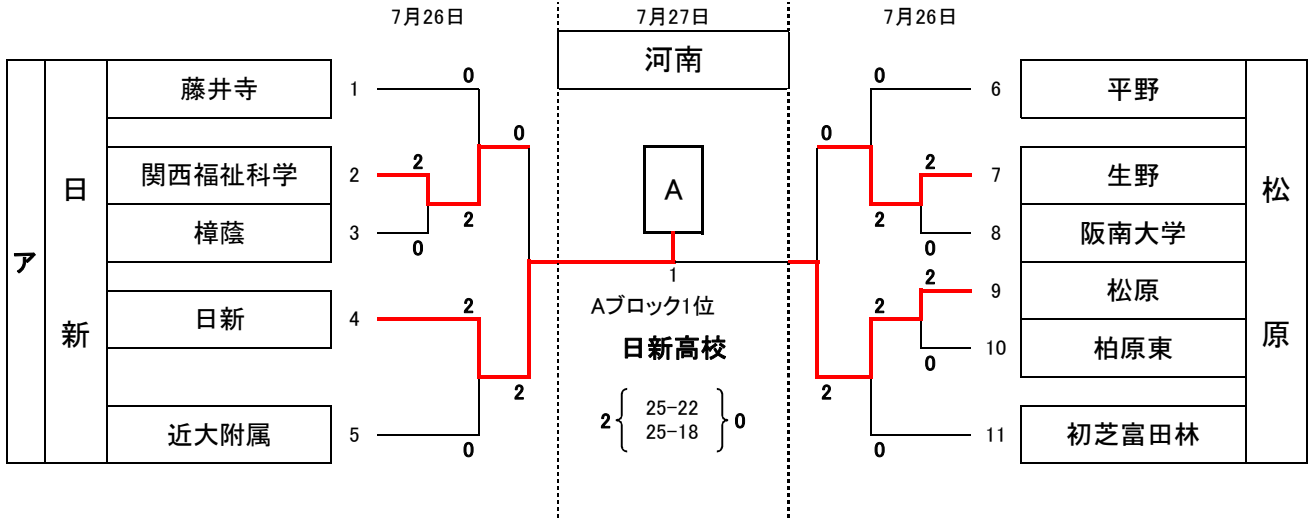 7月26日
7月27日
7月26日
河南
ア
日新
藤井寺
1
0
関西福祉科学
2
2
0
樟蔭
3
0
2
日新
4
2
近大附属
5
0
2
A
1
Aブロック1位
日新高校
2 { 25-22 25-18 } 0
0
6
平野
0
2
7
生野
2
0
8
阪南大学
2
9
松原
2
0
10
柏原東
2
0
11
初芝富田林
松原